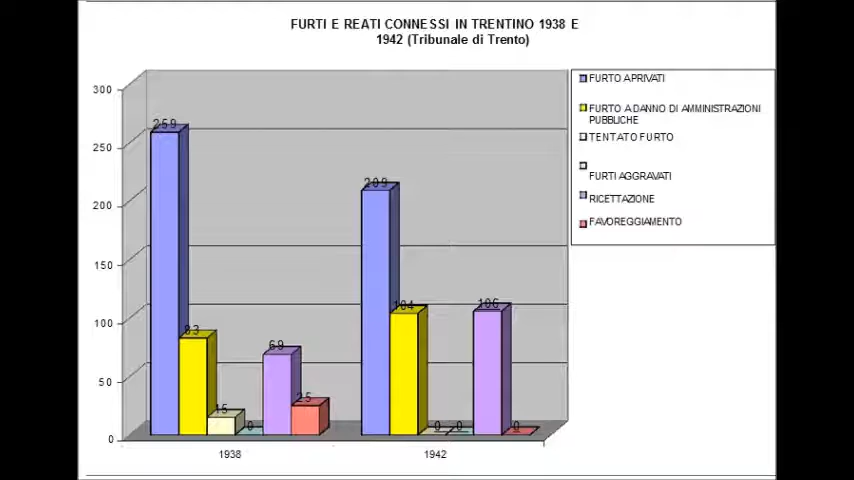 FURTI E REATI CONNESSI IN TRENTINO 1938 E
1942 (Tribunale di Trento)
300
250
200
150
100
50
0
259
83
15
0
69
25
209
104
0
0
106
0
1938
1942
FURTO A PRIVATI
FURTO A DANNO DI AMMINISTRAZIONI
PUBBLICHE
TENTATO FURTO
FURTI AGGRAVATI
RICETTAZIONE
FAVOREGGIAMENTO